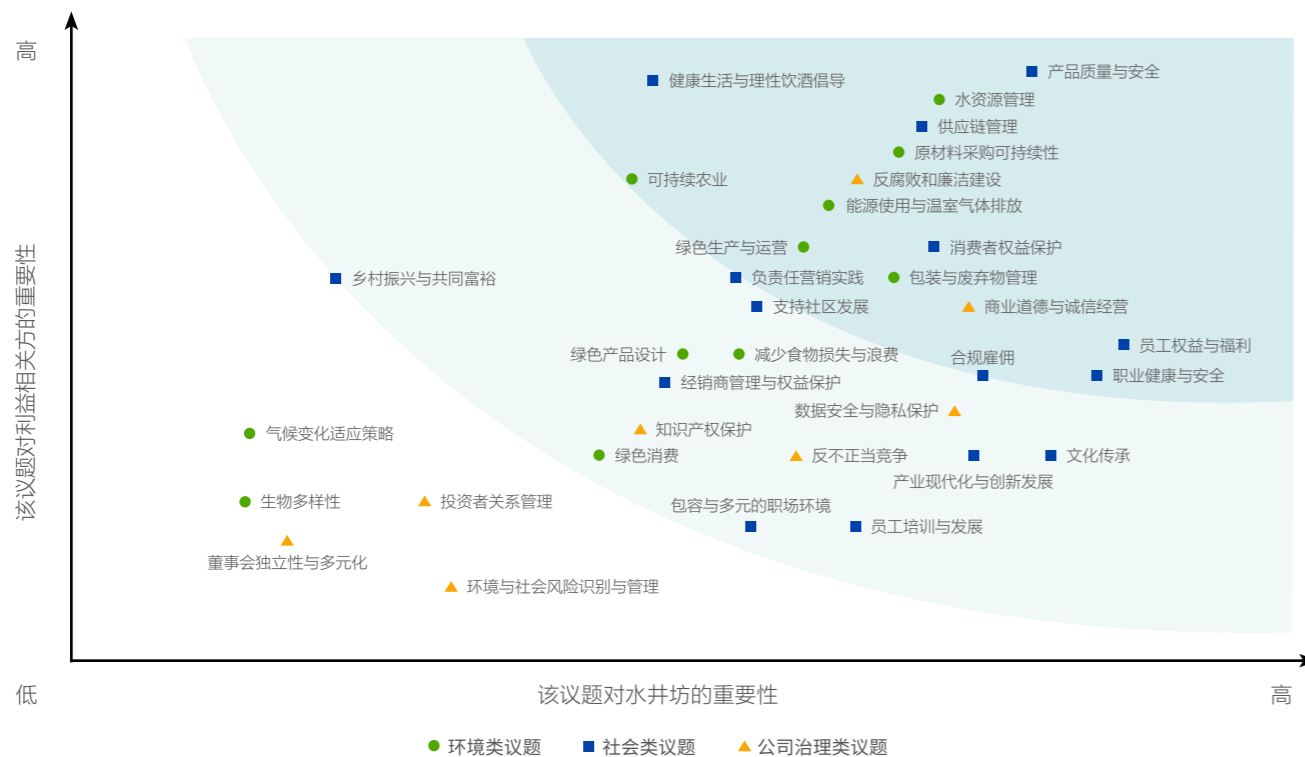 高
产品质量与安全
健康生活与理性饮酒倡导
水资源管理
供应链管理
原材料采购可持续性
可持续农业
反腐败和廉洁建设
能源使用与温室气体排放
绿色生产与运营
消费者权益保护
乡村振兴与共同富裕
负责任营销实践
包装与废弃物管理
支持社区发展
商业道德与诚信经营
员工权益与福利
绿色产品设计
减少食物损失与浪费
合规雇佣
职业健康与安全
经销商管理与权益保护
数据安全与隐私保护
知识产权保护
气候变化适应策略
绿色消费
反不正当竞争
文化传承
产业现代化与创新发展
生物多样性
投资者关系管理
包容与多元的职场环境
员工培训与发展
董事会独立性与多元化
环境与社会风险识别与管理
该议题对利益相关方的重要性
低
该议题对水井坊的重要性
高
环境类议题
社会类议题
公司治理类议题